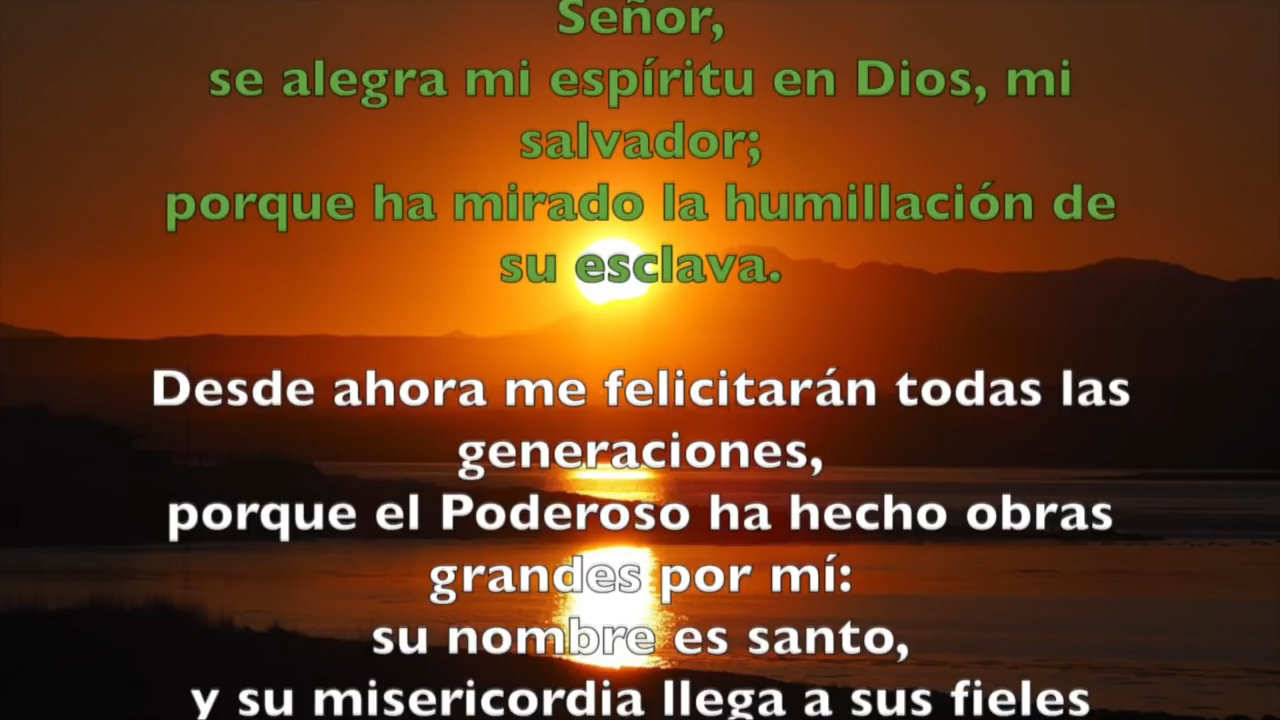 Señor,
se alegra mi espíritu en Dios, mi
salvador;
porque ha mirado la humillación de
su esclava.
Desde ahora me felicitarán todas las
generaciones,
porque el Poderoso ha hecho obras
grandes por mí:
su nombre es santo,
y su misericordia llega a sus fieles